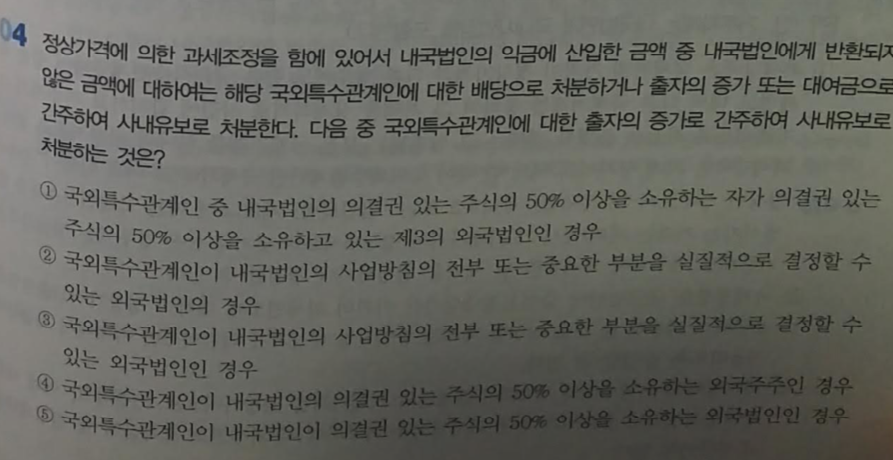 04 정상가격에 의한 과세조정을 함에 있어서 내국법인의 익금에 산입한 금액 중 내국법인에게 반환되지
않은 금액에 대하여는 해당 국외특수관계인에 대한 배당으로 처분하거나 출자의 증가 또는 대여금으로
간주하여 사내유보로 처분한다. 다음 중 국외특수관계인에 대한 출자의 증가로 간주하여 사내유보로
처분하는 것은?
① 국외특수관계인 중 내국법인의 의결권 있는 주식의 50% 이상을 소유하는 자가 의결권 있는
주식의 50% 이상을 소유하고 있는 제3의 외국법인인 경우
② 국외특수관계인이 내국법인의 사업방침의 전부 또는 중요한 부분을 실질적으로 결정할 수
있는 외국법인의 경우
③ 국외특수관계인이 내국법인의 사업방침의 전부 또는 중요한 부분을 실질적으로 결정할 수
있는 외국법인인 경우
④ 국외특수관계인이 내국법인의 의결권 있는 주식의 50% 이상을 소유하는 외국주주인 경우
⑤ 국외특수관계인이 내국법인이 의결권 있는 주식의 50% 이상을 소유하는 외국법인인 경우